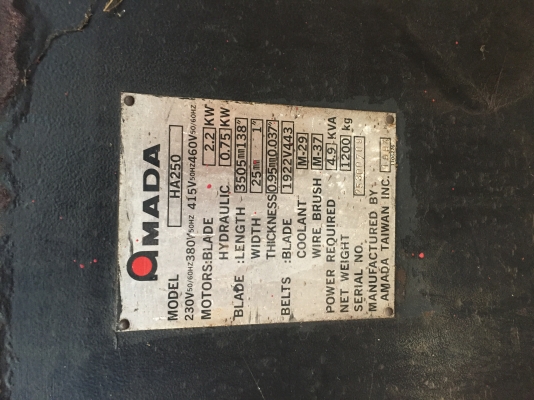 AMADA
MODEL HA250
230V50/60HZ 380V50HZ 415V50HZ 460V50/60HZ
MOTORS:BLADE 2.2 KW
HYDRAULIC 0.75 KW
BLADE :LENGTH 3505mm 138"
WIDTH 25mm 1"
THICKNESS 0.95mm 0.037"
BELTS :BLADE 1922V443
COOLANT M-29
WIRE BRUSH M-37
POWER REQUIRED 4.9 KVA
NET WEIGHT 1200 kg
SERIAL NO.
MANUFACTURED BY
AMADA TAIWAN INC.